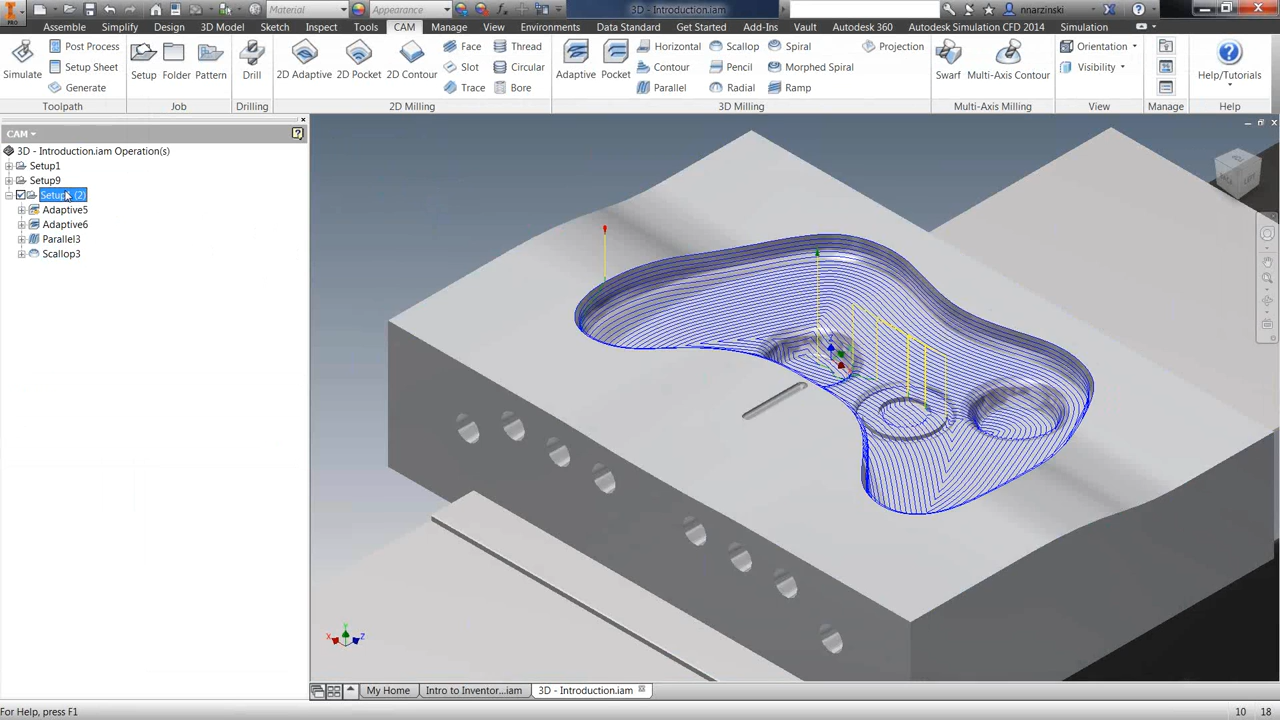 Material
Appearance
3D - Introduction.iam
nnarzinski
PRO
Assemble Simplify Design 3D Model Sketch Inspect Tools CAM Manage View Environments Data Standard Get Started Add-Ins Vault Autodesk 360 Autodesk Simulation CFD 2014 Simulation
Simulate
Post Process
Setup Sheet
Generate
Toolpath
Setup
Folder
Pattern
Job
Drill
Drilling
2D Adaptive
2D Pocket
2D Contour
Face
Slot
Trace
Thread
Circular
Bore
2D Milling
Adaptive
Pocket
Horizontal
Contour
Parallel
Scallop
Pencil
Radial
Spiral
Morphed Spiral
Ramp
Projection
3D Milling
Swarf
Multi-Axis Contour
Multi-Axis Milling
Orientation
Visibility
View
Manage
Help/Tutorials
Help
CAM
3D - Introduction.iam Operation(s)
Setup1
Setup9
(2)
Adaptive5
Adaptive6
Parallel3
Scallop3
X
Y
Z
My Home
Intro to Inventor...iam
3D - Introduction.iam
For Help, press F1
10
18